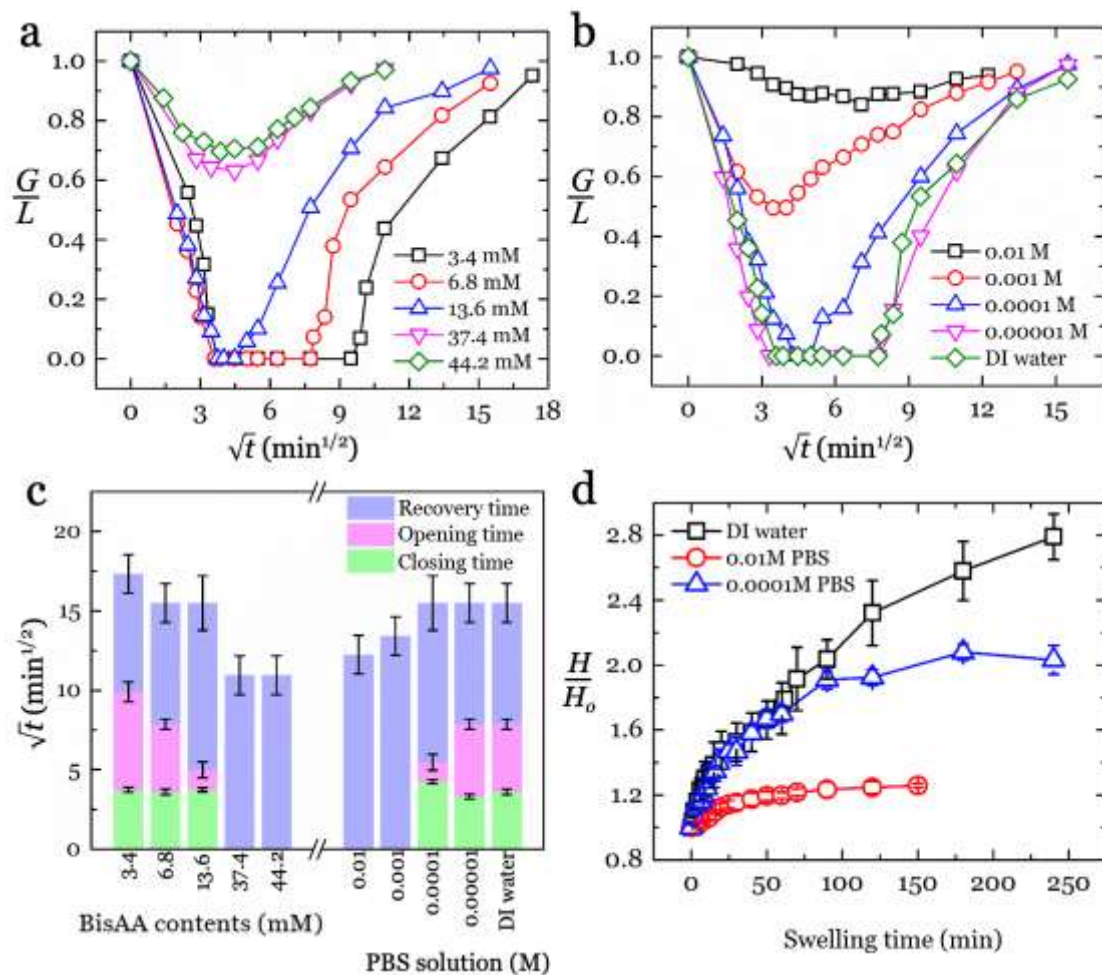 a
1.0
0.8
0.6
0.4
0.2
0.0
G
L
3.4 mM
6.8 mM
13.6 mM
37.4 mM
44.2 mM
0 3 6 9 12 15 18
√t (min1/2)
b
1.0
0.8
0.6
0.4
0.2
0.0
G
L
0.01 M
0.001 M
0.0001 M
0.00001 M
DI water
0 3 6 9 12 15
√t (min1/2)
c
20
15
10
5
0
√t (min1/2)
Recovery time
Opening time
Closing time
3.4
6.8
13.6
37.4
44.2
0.01
0.001
0.0001
0.00001
DI water
BisAA contents (mM)
PBS solution (M)
d
2.8
2.4
2.0
1.6
1.2
0.8
H
Ho
DI water
0.01M PBS
0.0001M PBS
0 50 100 150 200 250
Swelling time (min)